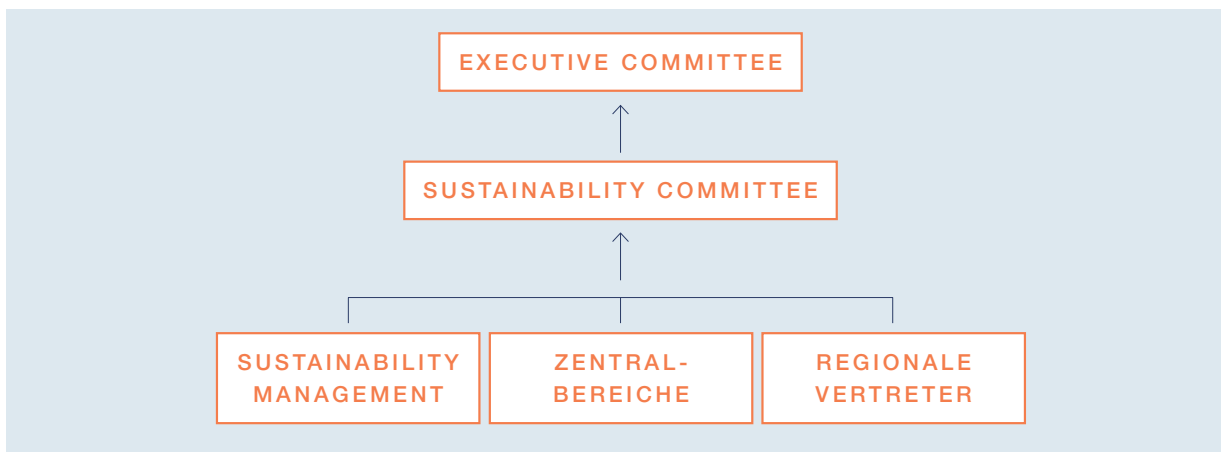 EXECUTIVE COMMITTEE
SUSTAINABILITY COMMITTEE
SUSTAINABILITY
MANAGEMENT
ZENTRAL-
BEREICHE
REGIONALE
VERTRETER